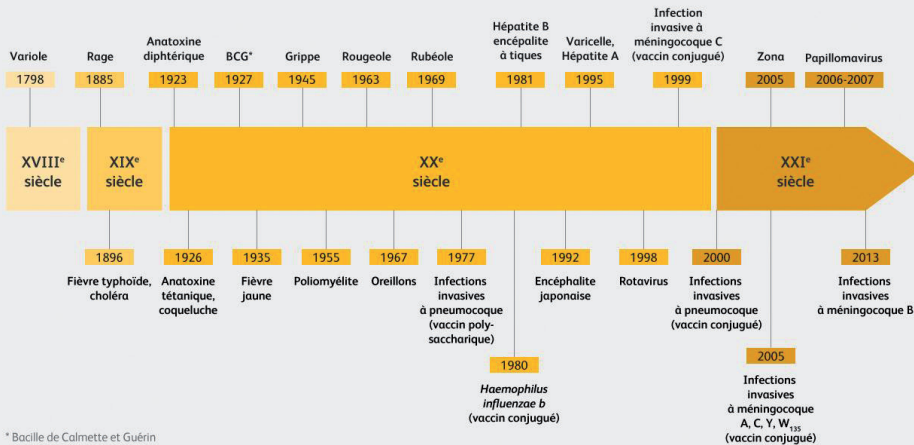 Variole
1798
Rage
1885
Anatoxine
diphtérique
1923
BCG*
1927
Grippe
1945
Rougeole
1963
Rubéole
1969
Hépatite B
encépalite
à tiques
1981
Varicelle,
Hépatite A
1995
Infection
invasive à
méningocoque C
(vaccin conjugué)
1999
Zona
2005
Papillomavirus
2006-2007
XVIIIe
siècle
XIXe
siècle
XXe
siècle
XXIe
siècle
1896
Fièvre typhoïde,
choléra
1926
Anatoxine
tétanique,
coqueluche
1935
Fièvre
jaune
1955
Poliomyélite
1967
Oreillons
1977
Infections
invasives
à pneumocoque
(vaccin poly-
saccharique)
1980
Haemophilus
influenzae b
(vaccin conjugué)
1992
Encéphalite
japonaise
1998
Rotavirus
2000
Infections
invasives
à pneumocoque
(vaccin conjugué)
2005
Infections
invasives
à méningocoque
A, C, Y, W135
(vaccin conjugué)
2013
Infections
invasives
à méningocoque B
* Bacille de Calmette et Guérin